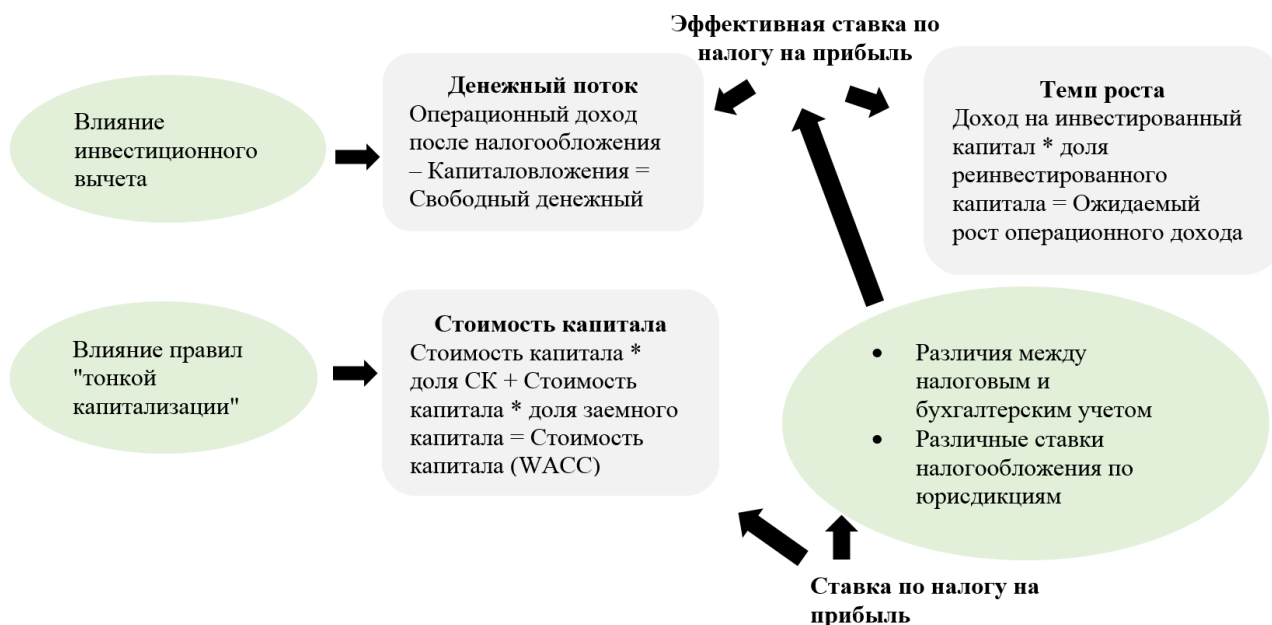 Эффективная ставка по
налогу на прибыль
Влияние
инвестиционного
вычета
Денежный поток
Операционный доход
после налогообложения
– Капиталовложения =
Свободный денежный
Темп роста
Доход на инвестированный
капитал * доля
реинвестированного
капитала = Ожидаемый
рост операционного дохода
Влияние правил
"тонкой
капитализации"
Стоимость капитала
Стоимость капитала *
доля СК + Стоимость
капитала * доля заемного
капитала = Стоимость
капитала (WACC)
• Различия между
налоговым и
бухгалтерским учетом
• Различные ставки
налогообложения по
юрисдикциям
Ставка по налогу на
прибыль